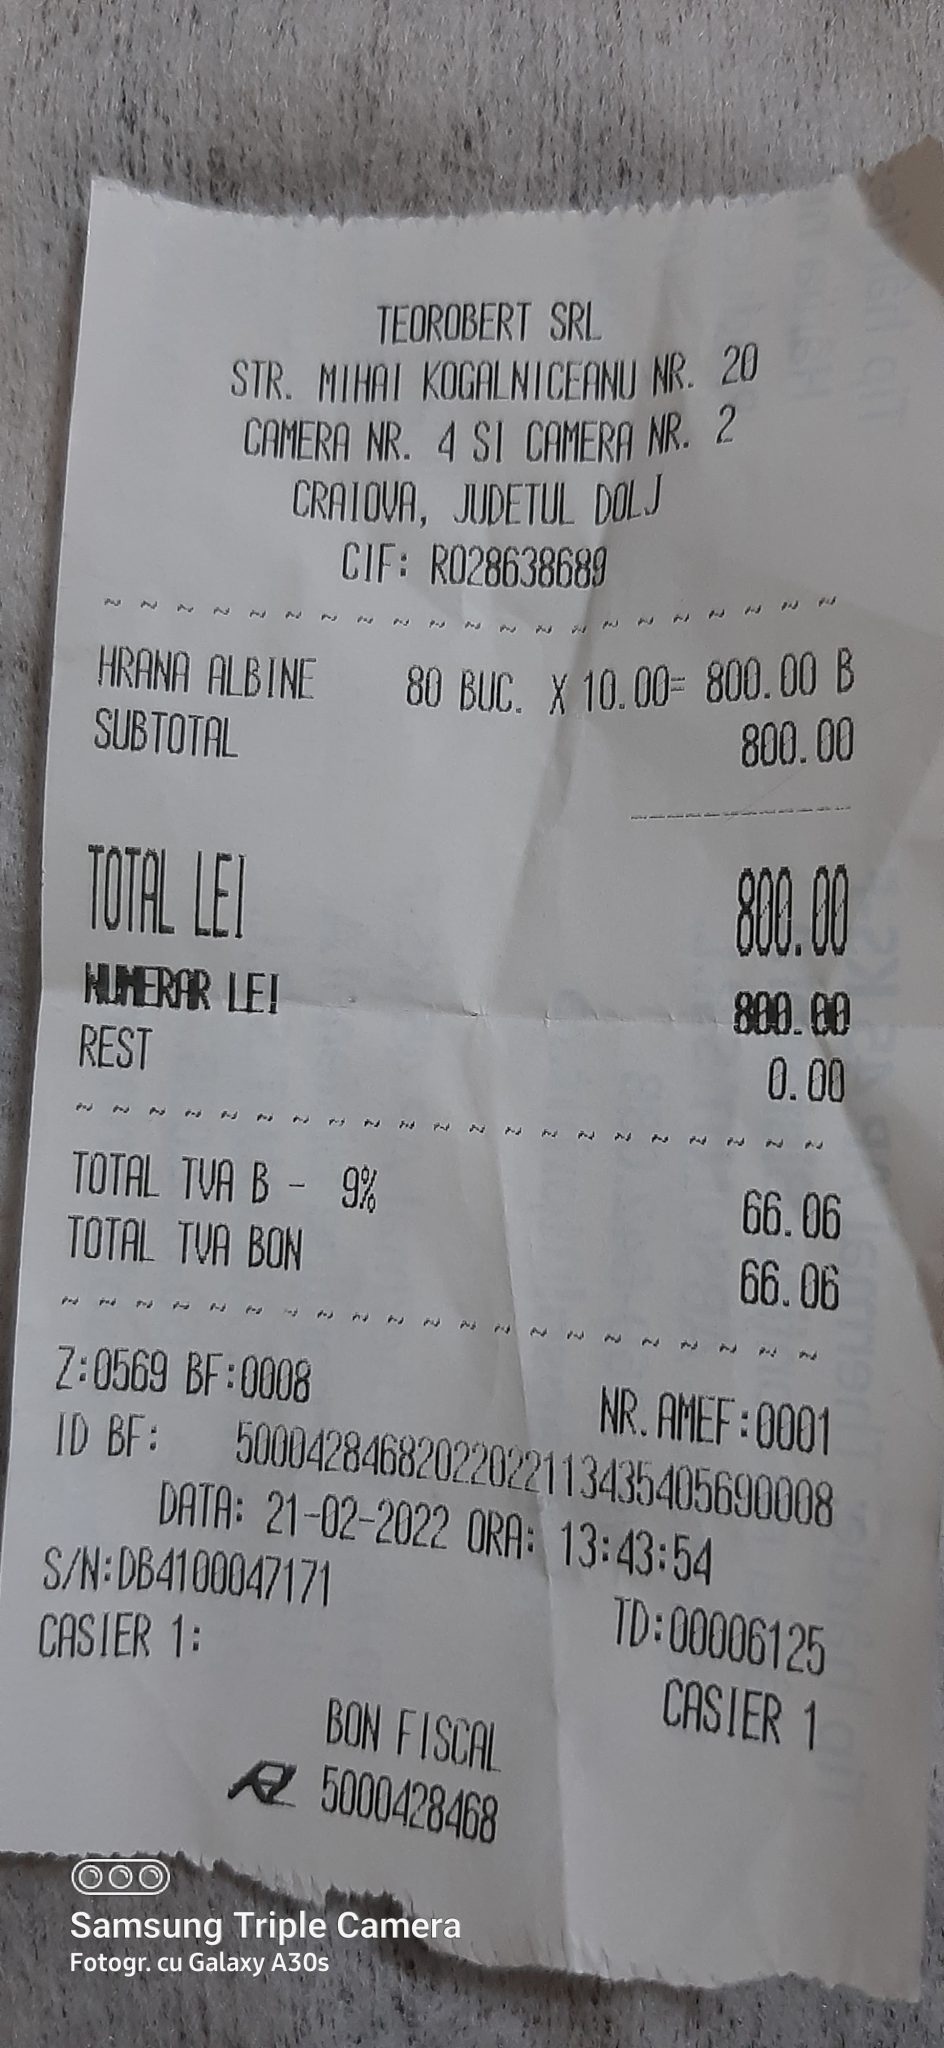 TEOROBERT SRL
STR. MIHAI KOGALNICEANU NR. 20
CAMERA NR. 4 SI CAMERA NR. 2
CRAIOVA, JUDETUL DOLJ
CIF: RO28638689
~ ~ ~ ~ ~ ~ ~ ~ ~ ~ ~ ~ ~ ~ ~ ~ ~ ~ ~ ~ ~
HRANA ALBINE 80 BUC. X 10.00= 800.00 B
SUBTOTAL 800.00
TOTAL LEI 800.00
NUMERAR LEI 800.00
REST 0.00
~ ~ ~ ~ ~ ~ ~ ~ ~ ~ ~ ~ ~ ~ ~ ~ ~ ~ ~ ~ ~
TOTAL TVA B - 9% 66.06
TOTAL TVA BON 66.06
~ ~ ~ ~ ~ ~ ~ ~ ~ ~ ~ ~ ~ ~ ~ ~ ~ ~ ~ ~ ~
Z:0569 BF:0008 NR.AMEF:0001
ID BF: 500042846820220221134354056900​08
DATA: 21-02-2022 ORA: 13:43:54
S/N:DB4100047171 TD:00006125
CASIER 1: CASIER 1
BON FISCAL
5000428468
Samsung Triple Camera
Fotogr. cu Galaxy A30s